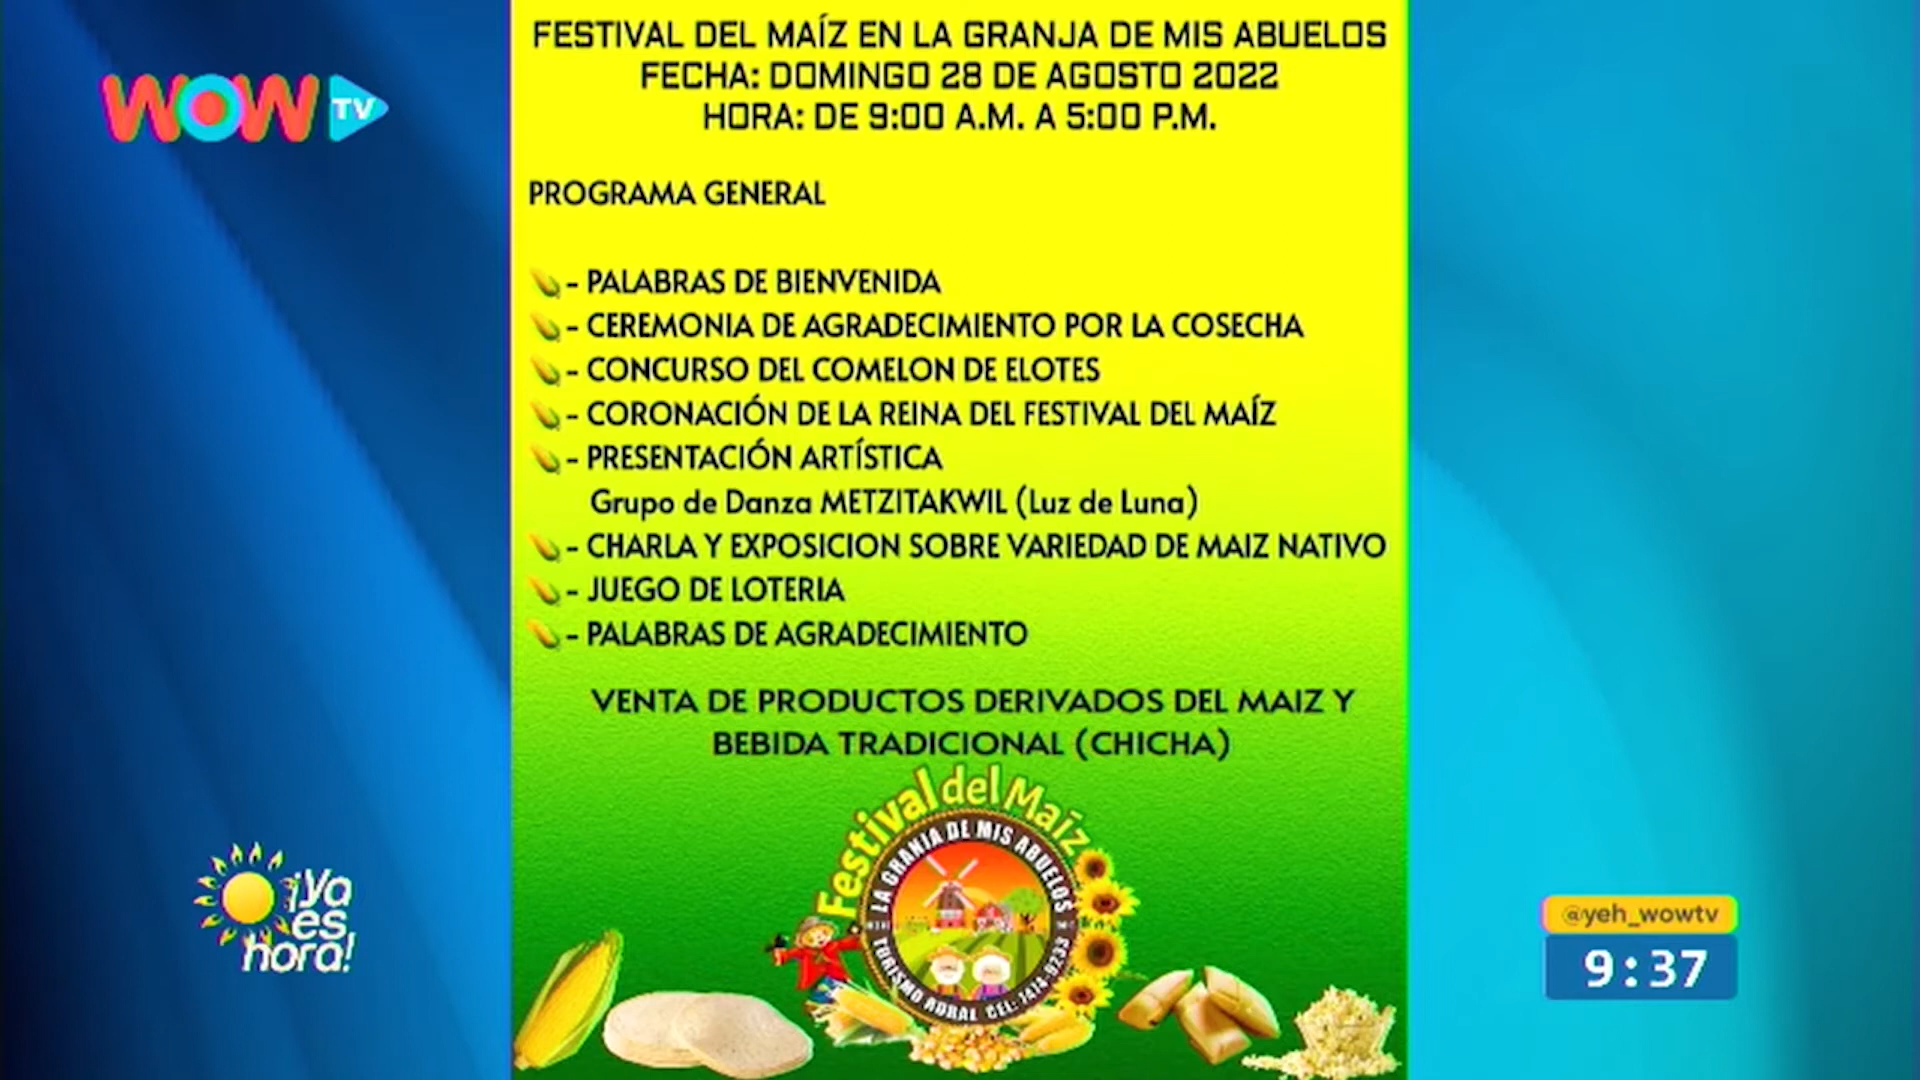 FESTIVAL DEL MAÍZ EN LA GRANJA DE MIS ABUELOS
FECHA: DOMINGO 28 DE AGOSTO 2022
HORA: DE 9:00 A.M. A 5:00 P.M.
WOW TV
PROGRAMA GENERAL
- PALABRAS DE BIENVENIDA
- CEREMONIA DE AGRADECIMIENTO POR LA COSECHA
- CONCURSO DEL COMELON DE ELOTES
- CORONACIÓN DE LA REINA DEL FESTIVAL DEL MAÍZ
- PRESENTACIÓN ARTÍSTICA
Grupo de Danza METZITAKWIL (Luz de Luna)
- CHARLA Y EXPOSICION SOBRE VARIEDAD DE MAIZ NATIVO
- JUEGO DE LOTERIA
- PALABRAS DE AGRADECIMIENTO
VENTA DE PRODUCTOS DERIVADOS DEL MAIZ Y
BEBIDA TRADICIONAL (CHICHA)
Festival del Maíz
LA GRANJA DE MIS ABUELOS
TURISMO RURAL CEL: 7474-9233
¡Ya
es
hora!
@yeh_wowtv
9:37